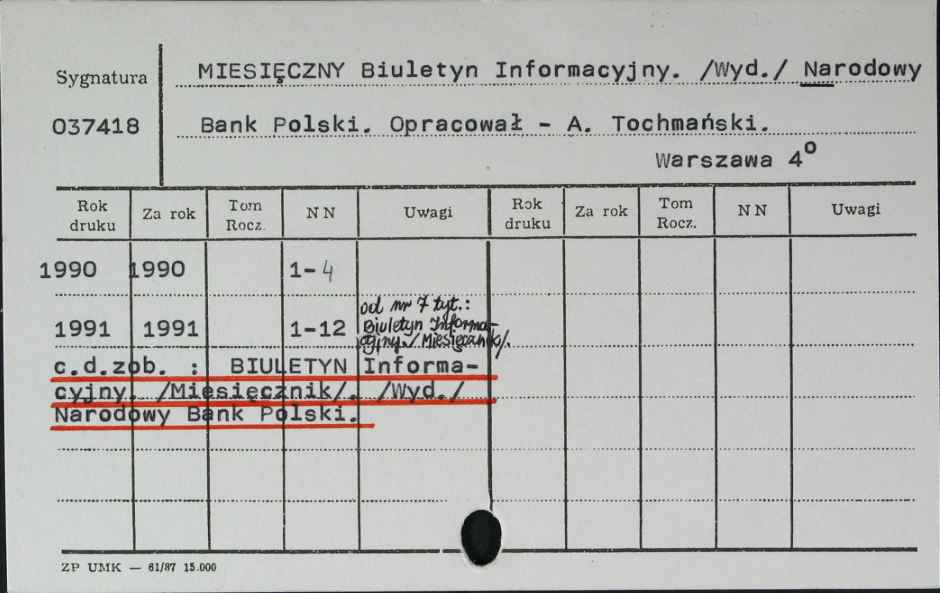 Sygnatura
MIESIĘCZNY Biuletyn Informacyjny. /Wyd./ Narodowy
037418
Bank Polski. Opracował - A. Tochmański.
Warszawa 4º
Rok druku Za rok Tom Rocz. NN Uwagi Rok druku Za rok Tom Rocz. NN Uwagi
1990 1990 1-4
od nr 7 tyt.:
1991 1991 1-12 Biuletyn Informa-
cyjny./Miesięcznik/.
c.d.zob. : BIULETYN Informa-
cyjny. /Miesięcznik/. /Wyd./
Narodowy Bank Polski.
ZP UMK — 61/87 15.000